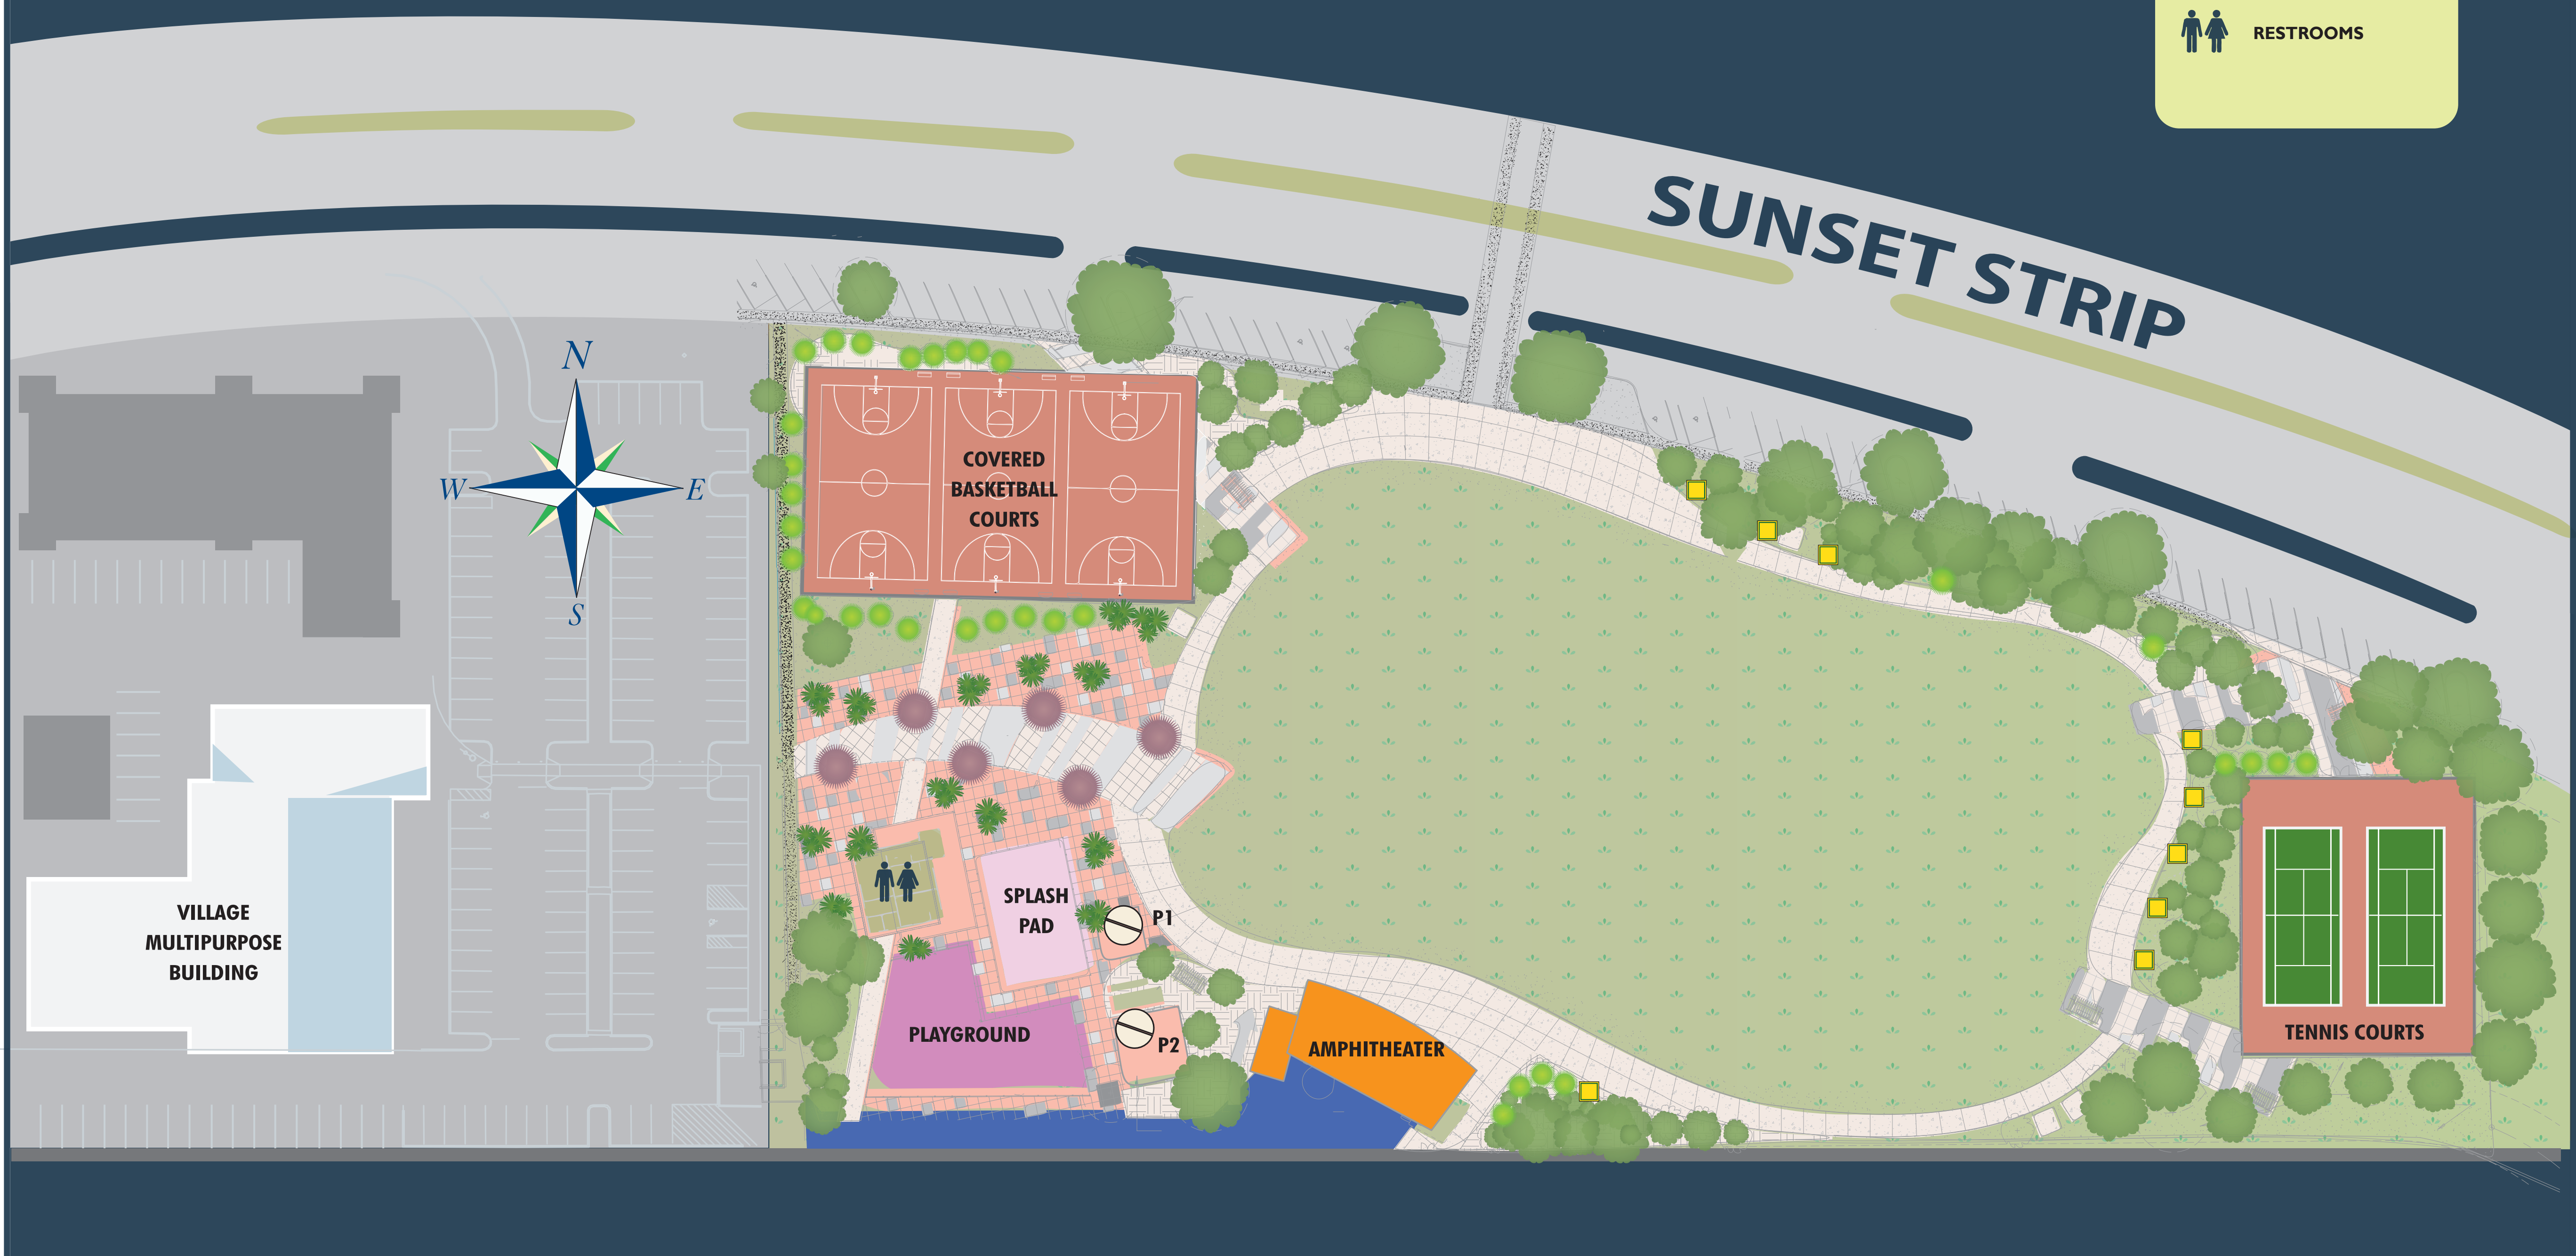 RESTROOMS
SUNSET STRIP
N
W
E
S
COVERED
BASKETBALL
COURTS
VILLAGE
MULTIPURPOSE
BUILDING
SPLASH
PAD
P1
PLAYGROUND
P2
AMPHITHEATER
TENNIS COURTS